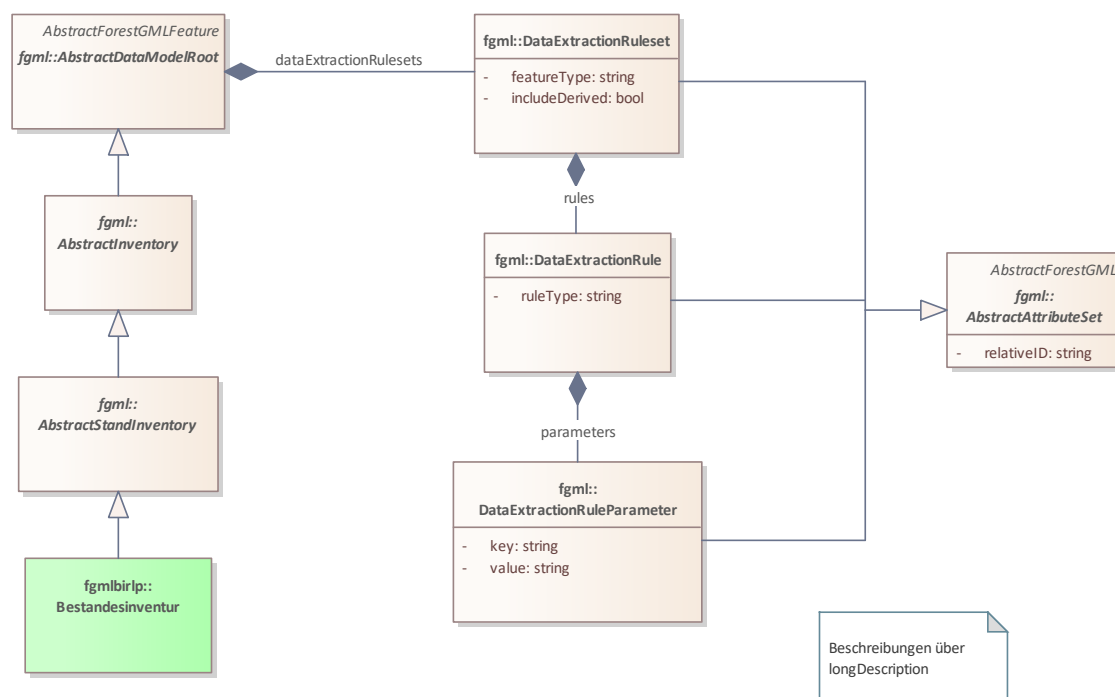 AbstractForestGMLFeature
fgml::AbstractDataModelRoot
dataExtractionRulesets
fgml::DataExtractionRuleset
- featureType: string
- includeDerived: bool
rules
fgml::
AbstractInventory
fgml::DataExtractionRule
- ruleType: string
AbstractForestGML
fgml::
AbstractAttributeSet
- relativeID: string
fgml::
AbstractStandInventory
parameters
fgml::
DataExtractionRuleParameter
- key: string
- value: string
fgmlbirlp::
Bestandesinventur
Beschreibungen über
longDescription